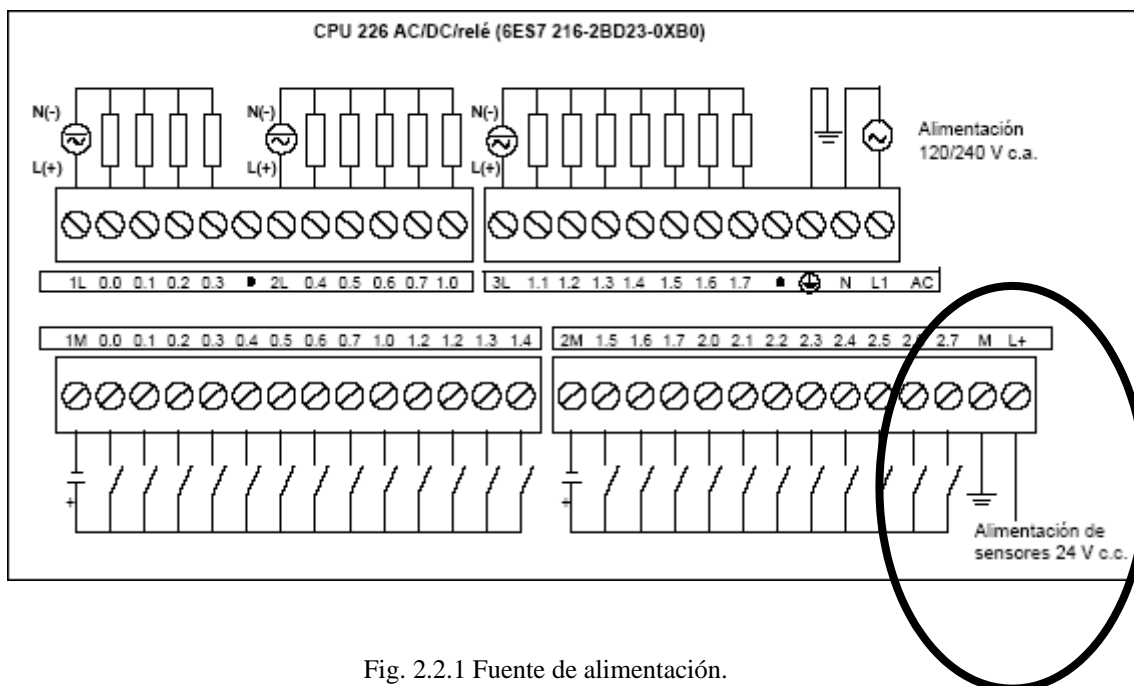 CPU 226 AC/DC/relé (6ES7 216-2BD23-0XB0)
N(-) N(-) N(-)
L(+) L(+) L(+)
Alimentación
120/240 V c.a.
1L 0.0 0.1 0.2 0.3 2L 0.4 0.5 0.6 0.7 1.0 3L 1.1 1.2 1.3 1.4 1.5 1.6 1.7 N L1 AC
1M 0.0 0.1 0.2 0.3 0.4 0.5 0.6 0.7 1.0 1.2 1.2 1.3 1.4 2M 1.5 1.6 1.7 2.0 2.1 2.2 2.3 2.4 2.5 2.7 M L+
+ +
Alimentación de
sensores 24 V c.c.
Fig. 2.2.1 Fuente de alimentación.